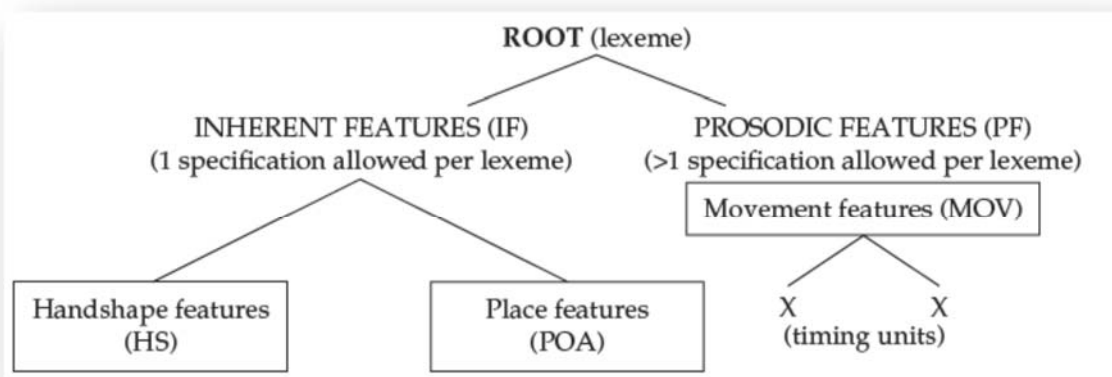 ROOT (lexeme)
INHERENT FEATURES (IF)
(1 specification allowed per lexeme)
PROSODIC FEATURES (PF)
(>1 specification allowed per lexeme)
Movement features (MOV)
Handshape features
(HS)
Place features
(POA)
X X
(timing units)